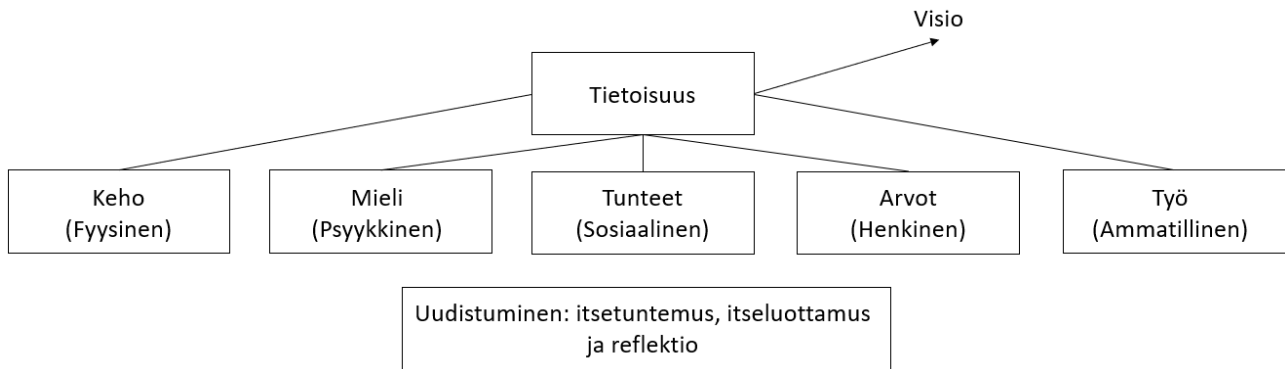 Visio
Tietoisuus
Keho
(Fyysinen)
Mieli
(Psyykkinen)
Tunteet
(Sosiaalinen)
Arvot
(Henkinen)
Työ
(Ammatillinen)
Uudistuminen: itsetuntemus, itseluottamus
ja reflektio